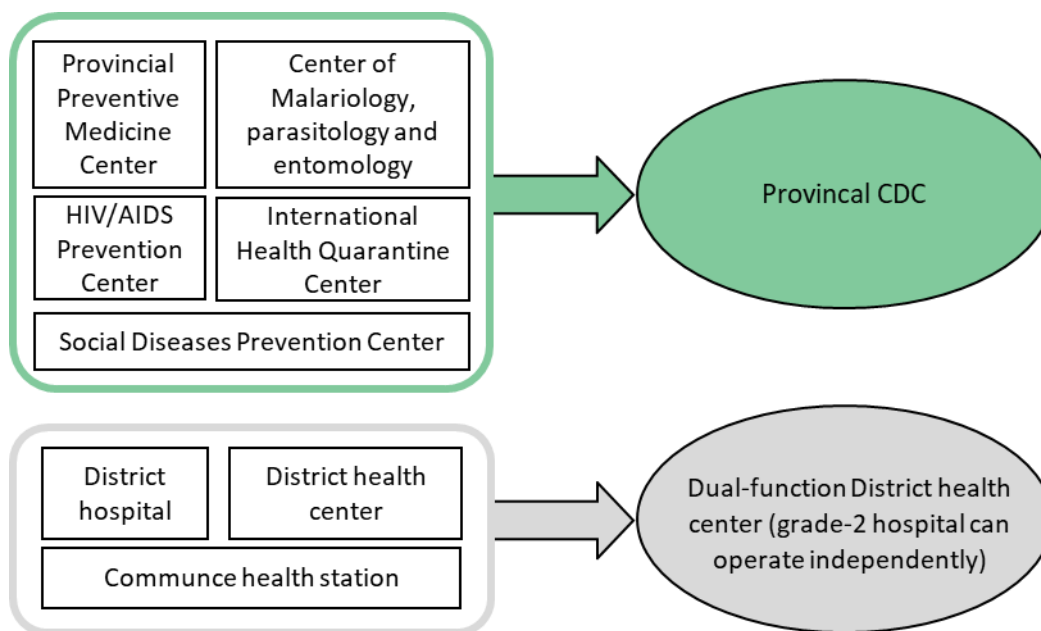 Provincial
Preventive
Medicine
Center
Center of
Malariology,
parasitology and
entomology
HIV/AIDS
Prevention
Center
International
Health Quarantine
Center
Social Diseases Prevention Center
Provincal CDC
District
hospital
District health
center
Communce health station
Dual-function District health
center (grade-2 hospital can
operate independently)